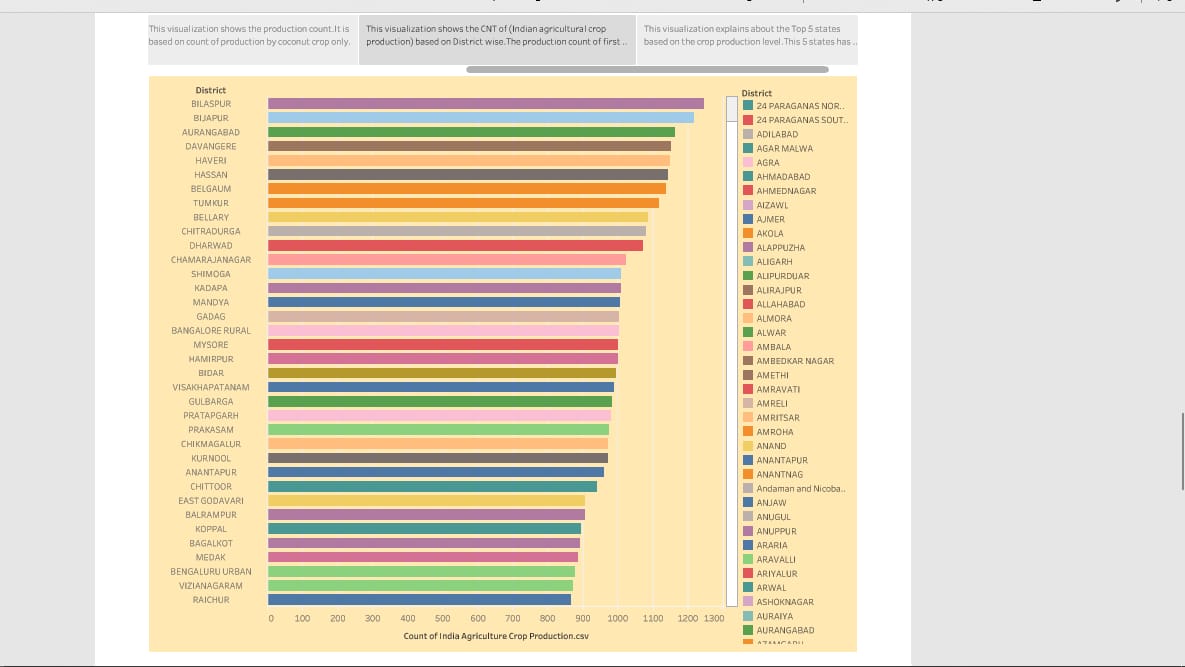 This visualization shows the production count.It is
based on count of production by coconut crop only.
This visualization shows the CNT of (Indian agricultural crop
production) based on District wise.The production count of first ..
This visualization explains about the Top 5 states
based on the crop production level.This 5 states has ..
District
BILASPUR
BIJAPUR
AURANGABAD
DAVANGERE
HAVERI
HASSAN
BELGAUM
TUMKUR
BELLARY
CHITRADURGA
DHARWAD
CHAMARAJANAGAR
SHIMOGA
KADAPA
MANDYA
GADAG
BANGALORE RURAL
MYSORE
HAMIRPUR
BIDAR
VISAKHAPATANAM
GULBARGA
PRATAPGARH
PRAKASAM
CHIKMAGALUR
KURNOOL
ANANTAPUR
CHITTOOR
EAST GODAVARI
BALRAMPUR
KOPPAL
BAGALKOT
MEDAK
BENGALURU URBAN
VIZIANAGARAM
RAICHUR
0 100 200 300 400 500 600 700 800 900 1000 1100 1200 1300
Count of India Agriculture Crop Production.csv
District
24 PARAGANAS NOR..
24 PARAGANAS SOUT..
ADILABAD
AGAR MALWA
AGRA
AHMADABAD
AHMEDNAGAR
AIZAWL
AJMER
AKOLA
ALAPPUZHA
ALIGARH
ALIPURDUAR
ALIRAJPUR
ALLAHABAD
ALMORA
ALWAR
AMBALA
AMBEDKAR NAGAR
AMETHI
AMRAVATI
AMRELI
AMRITSAR
AMROHA
ANAND
ANANTAPUR
ANANTNAG
Andaman and Nicoba..
ANJAW
ANUGUL
ANUPPUR
ARARIA
ARAVALLI
ARIYALUR
ARWAL
ASHOKNAGAR
AURAIYA
AURANGABAD